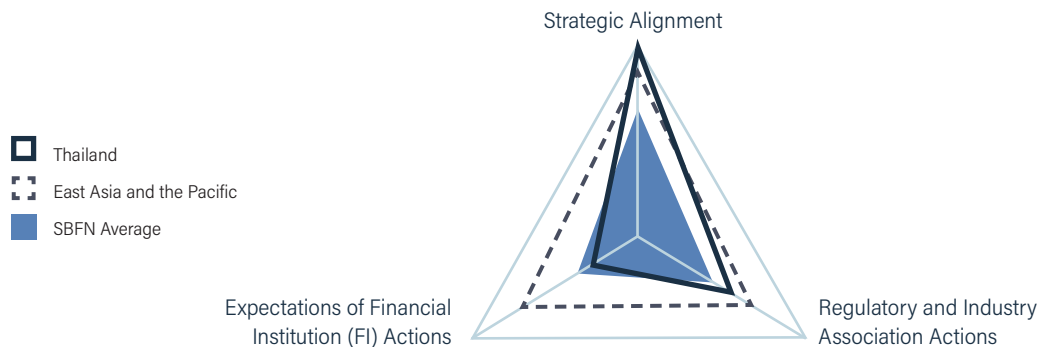 Strategic Alignment
Thailand
East Asia and the Pacific
SBFN Average
Expectations of Financial
Institution (FI) Actions
Regulatory and Industry
Association Actions